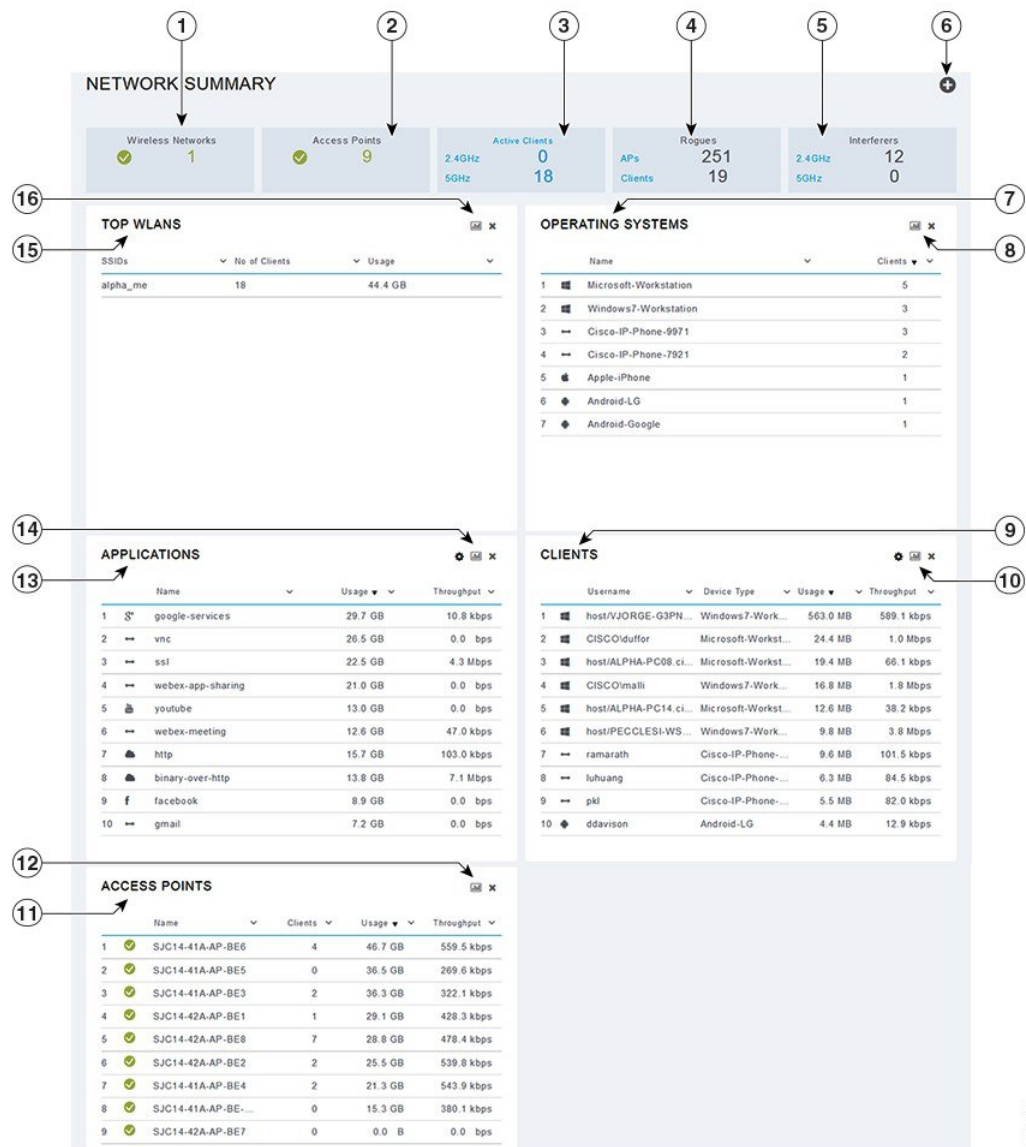 1 2 3 4 5 6
NETWORK SUMMARY
Wireless Networks
1
Access Points
9
Active Clients
2.4GHz 0
5GHz 18
Rogues
APs 251
Clients 19
Interferers
2.4GHz 12
5GHz 0
16
15
TOP WLANS
SSIDs No of Clients Usage
alpha_me 18 44.4 GB
7
8
OPERATING SYSTEMS
Name Clients
1 Microsoft-Workstation 5
2 Windows7-Workstation 3
3 Cisco-IP-Phone-9971 3
4 Cisco-IP-Phone-7921 2
5 Apple-iPhone 1
6 Android-LG 1
7 Android-Google 1
14
13
APPLICATIONS
Name Usage Throughput
1 google-services 29.7 GB 10.8 kbps
2 vnc 26.5 GB 0.0 bps
3 ssl 22.5 GB 4.3 Mbps
4 webex-app-sharing 21.0 GB 0.0 bps
5 youtube 13.0 GB 0.0 bps
6 webex-meeting 12.6 GB 47.0 kbps
7 http 15.7 GB 103.0 kbps
8 binary-over-http 13.8 GB 7.1 Mbps
9 facebook 8.9 GB 0.0 bps
10 gmail 7.2 GB 0.0 bps
9
10
CLIENTS
Username Device Type Usage Throughput
1 host/VJORGE-G3PN... Windows7-Work... 563.0 MB 589.1 kbps
2 CISCO\duffor Microsoft-Workst... 24.4 MB 1.0 Mbps
3 host/ALPHA-PC08.ci... Microsoft-Workst... 19.4 MB 66.1 kbps
4 CISCO\malli Windows7-Work... 16.8 MB 1.8 Mbps
5 host/ALPHA-PC14.ci... Microsoft-Workst... 12.6 MB 38.2 kbps
6 host/PECCLESI-WS... Windows7-Work... 9.8 MB 3.8 Mbps
7 ramarath Cisco-IP-Phone-... 9.6 MB 101.5 kbps
8 luhuang Cisco-IP-Phone-... 6.3 MB 84.5 kbps
9 pkl Cisco-IP-Phone-... 5.5 MB 82.0 kbps
10 ddavison Android-LG 4.4 MB 12.9 kbps
12
11
ACCESS POINTS
Name Clients Usage Throughput
1 SJC14-41A-AP-BE6 4 46.7 GB 559.5 kbps
2 SJC14-41A-AP-BE5 0 36.5 GB 269.6 kbps
3 SJC14-41A-AP-BE3 2 36.3 GB 322.1 kbps
4 SJC14-42A-AP-BE1 1 29.1 GB 428.3 kbps
5 SJC14-42A-AP-BE8 7 28.8 GB 478.4 kbps
6 SJC14-42A-AP-BE2 2 25.5 GB 539.8 kbps
7 SJC14-41A-AP-BE4 2 21.3 GB 543.9 kbps
8 SJC14-41A-AP-BE-... 0 15.3 GB 380.1 kbps
9 SJC14-42A-AP-BE7 0 0.0 B 0.0 bps